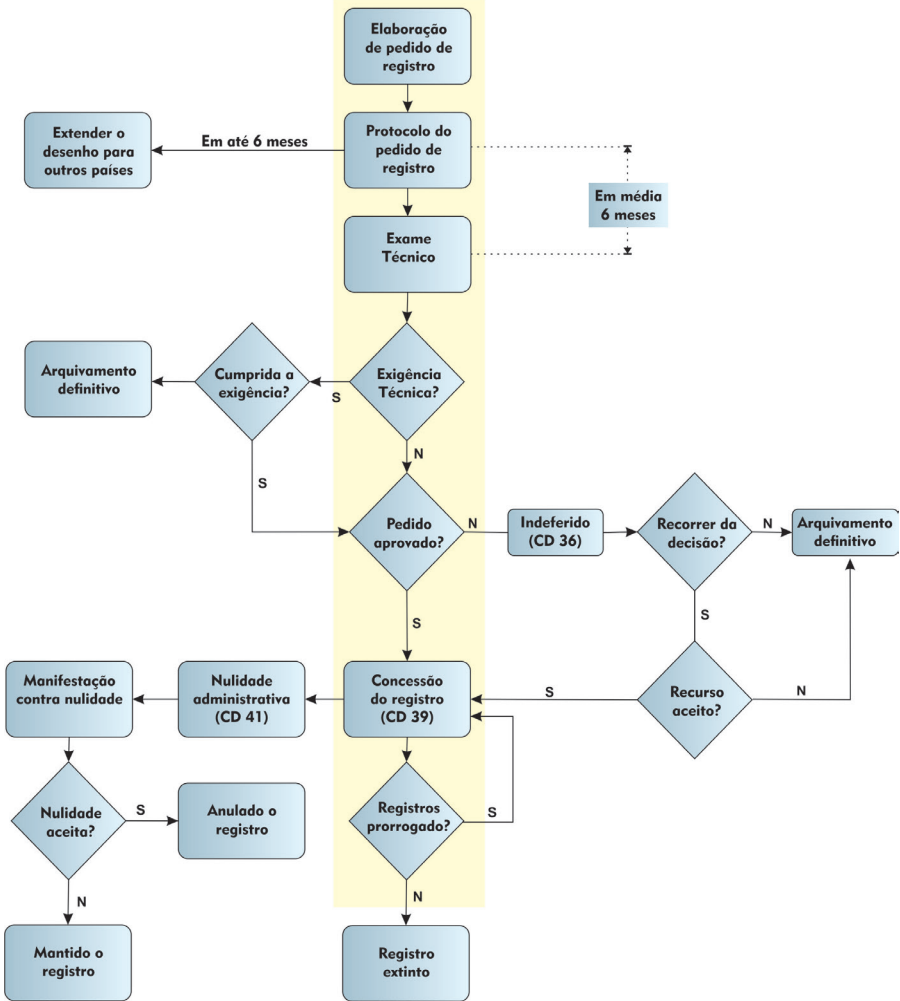 Elaboração
de pedido de
registro
Extender o
desenho para
outros países
Em até 6 meses
Protocolo do
pedido de
registro
Em média
6 meses
Exame
Técnico
Arquivamento
definitivo
Cumprida a
exigência?
S
Exigência
Técnica?
N
S
Pedido
aprovado?
N
Indeferido
(CD 36)
Recorrer da
decisão?
N
Arquivamento
definitivo
S
S
Manifestação
contra nulidade
Nulidade
administrativa
(CD 41)
Concessão
do registro
(CD 39)
S
Recurso
aceito?
N
Nulidade
aceita?
S
Anulado o
registro
Registros
prorrogado?
S
N
N
Mantido o
registro
Registro
extinto